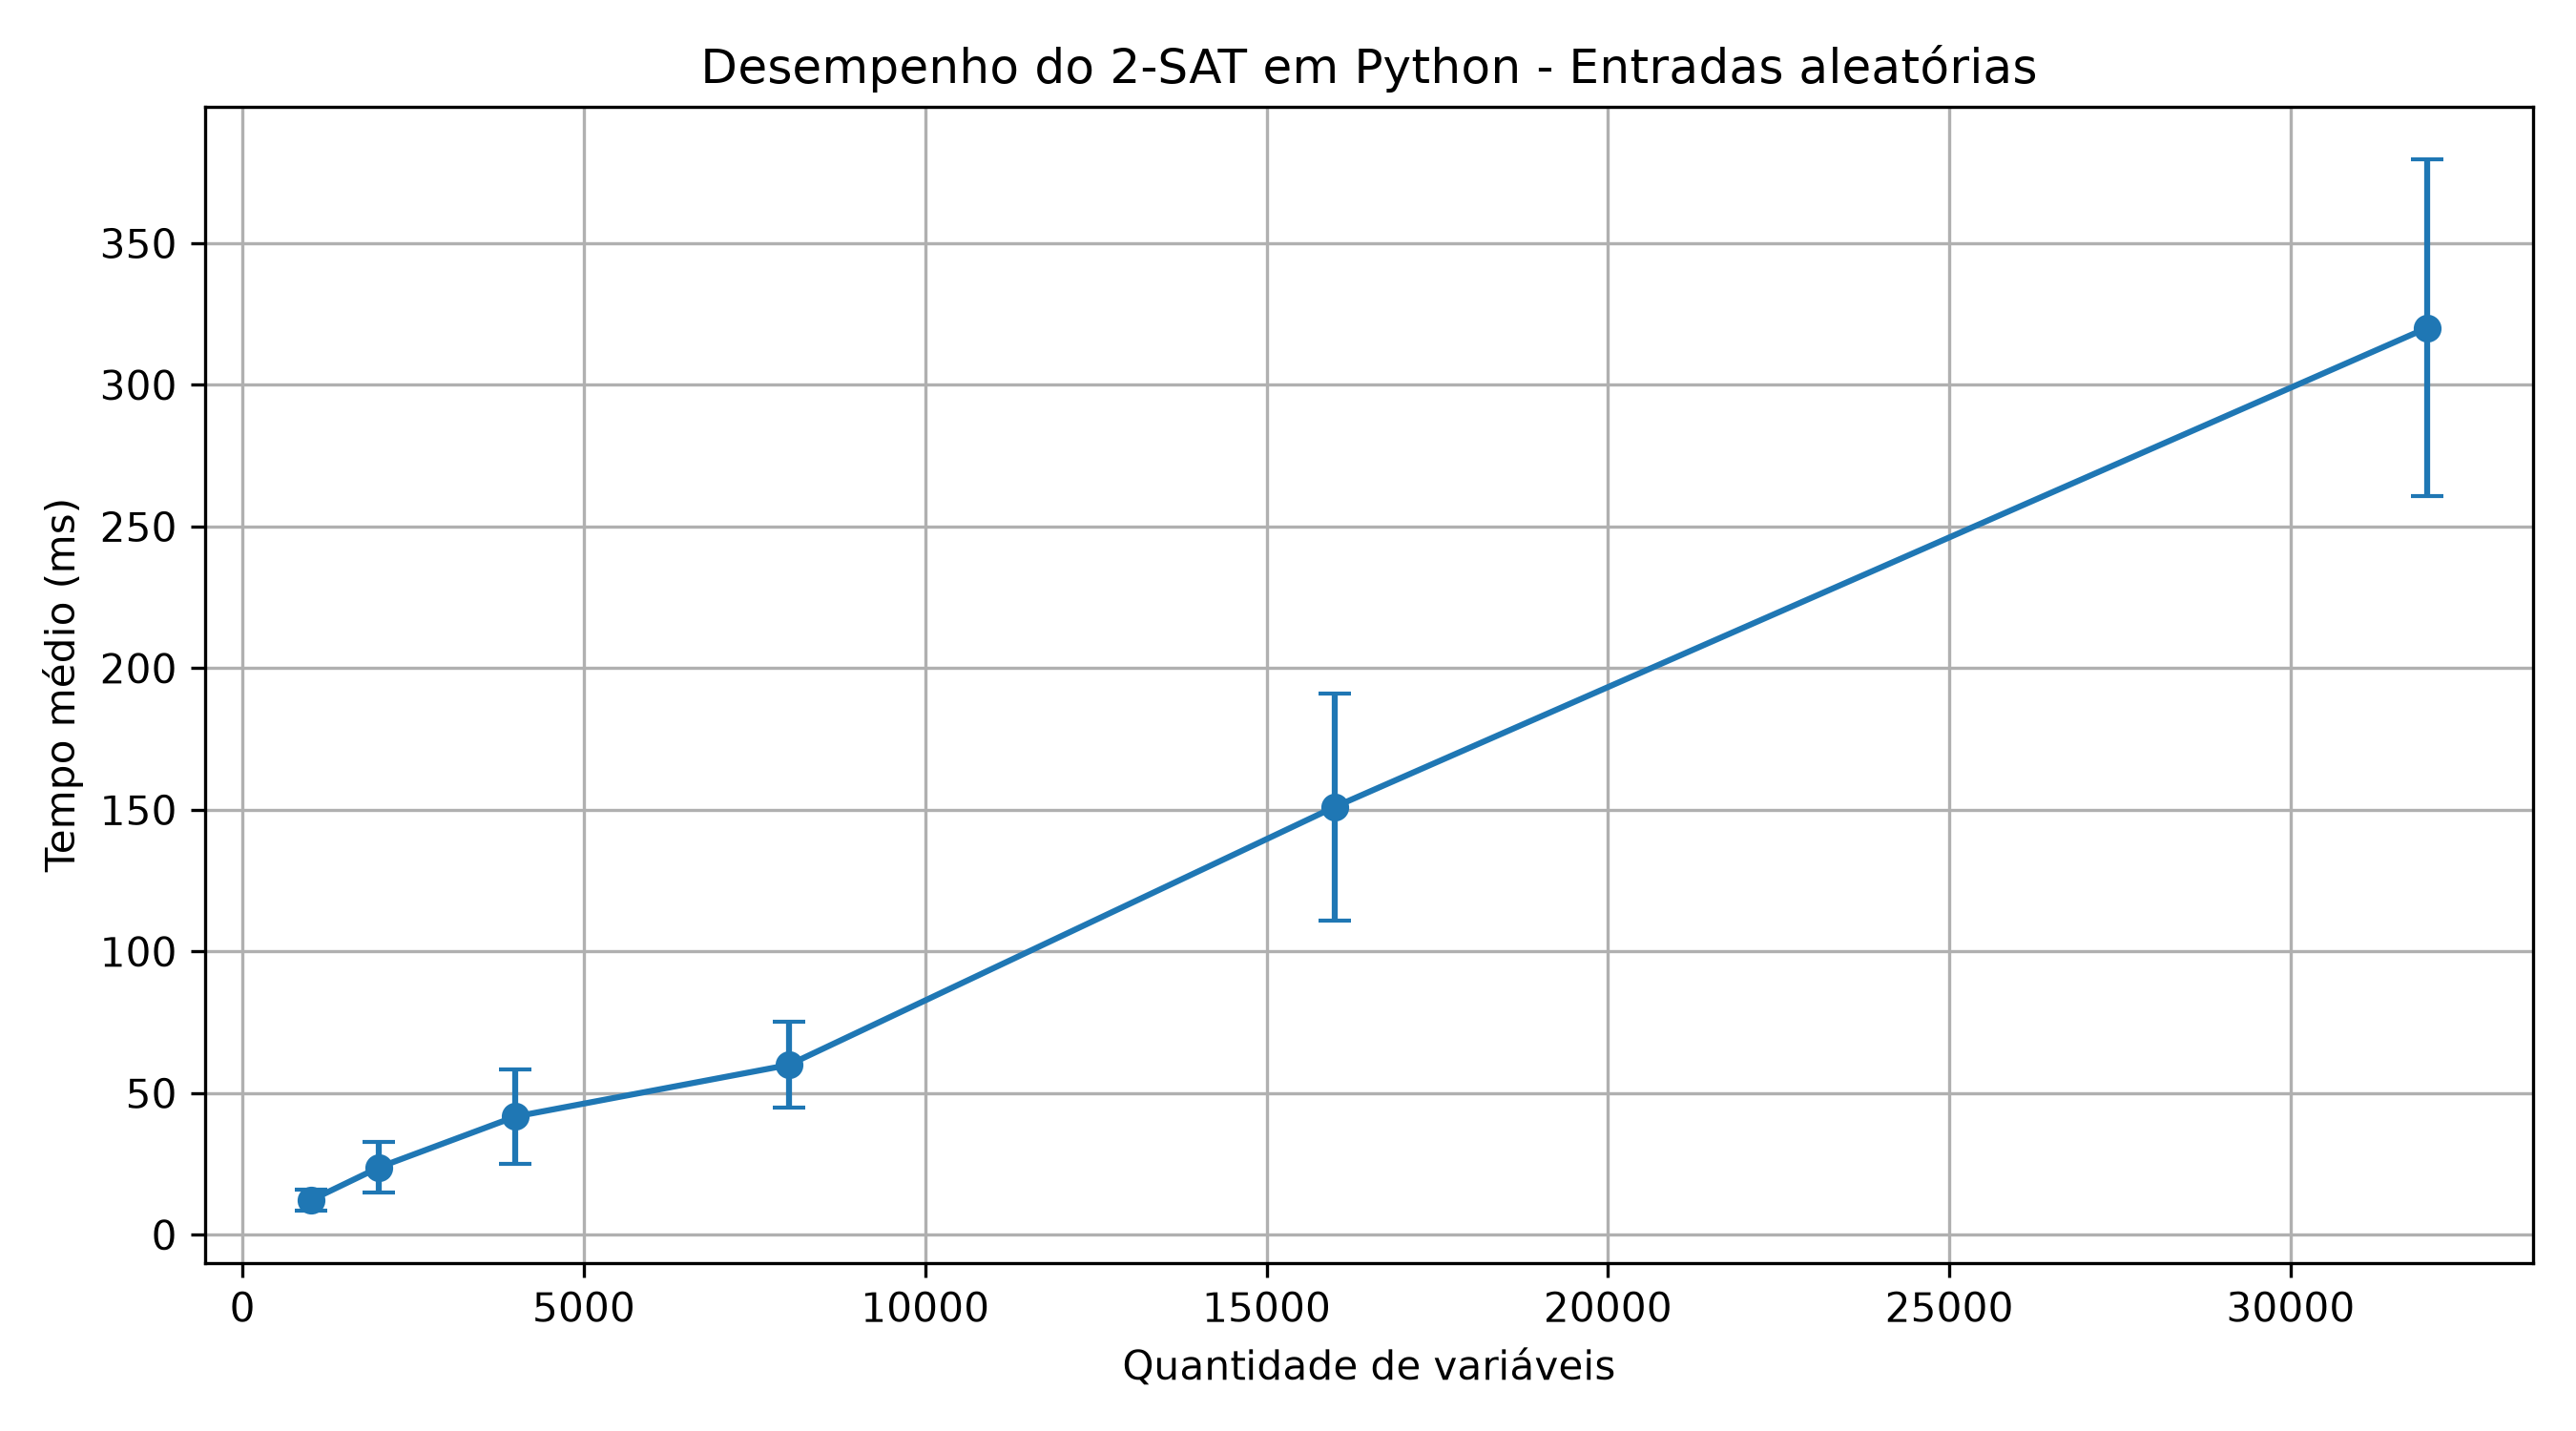 Desempenho do 2-SAT em Python - Entradas aleatórias
Tempo médio (ms)
350
300
250
200
150
100
50
0
0 5000 10000 15000 20000 25000 30000
Quantidade de variáveis